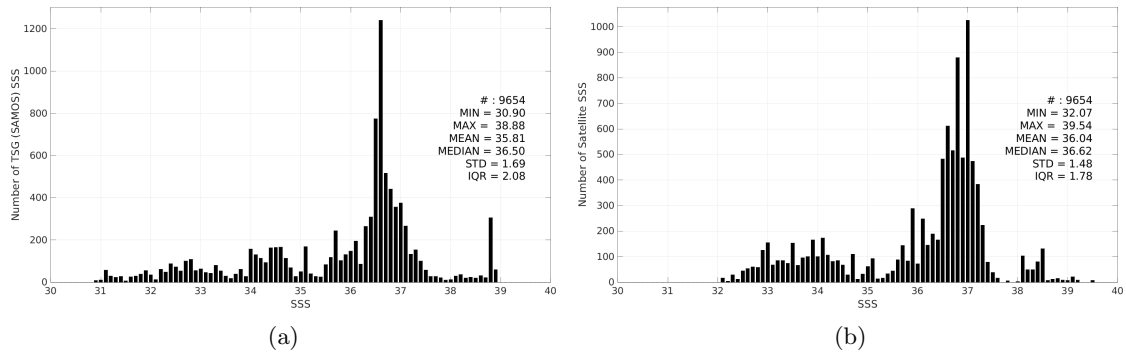 1200
1000
800
600
400
200
0
30 31 32 33 34 35 36 37 38 39 40
SSS
Number of TSG (SAMOS) SSS
# : 9654
MIN = 30.90
MAX = 38.88
MEAN = 35.81
MEDIAN = 36.50
STD = 1.69
IQR = 2.08
(a)
1000
900
800
700
600
500
400
300
200
100
0
30 31 32 33 34 35 36 37 38 39 40
SSS
Number of Satellite SSS
# : 9654
MIN = 32.07
MAX = 39.54
MEAN = 36.04
MEDIAN = 36.62
STD = 1.48
IQR = 1.78
(b)